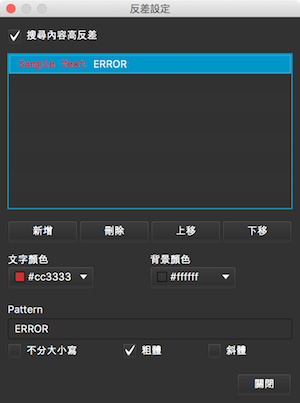 反差設定
搜尋內容高反差
Sample Text ERROR
新增 刪除 上移 下移
文字顏色 背景顏色
#cc3333 #ffffff
Pattern
ERROR
不分大小寫 粗體 斜體
關閉